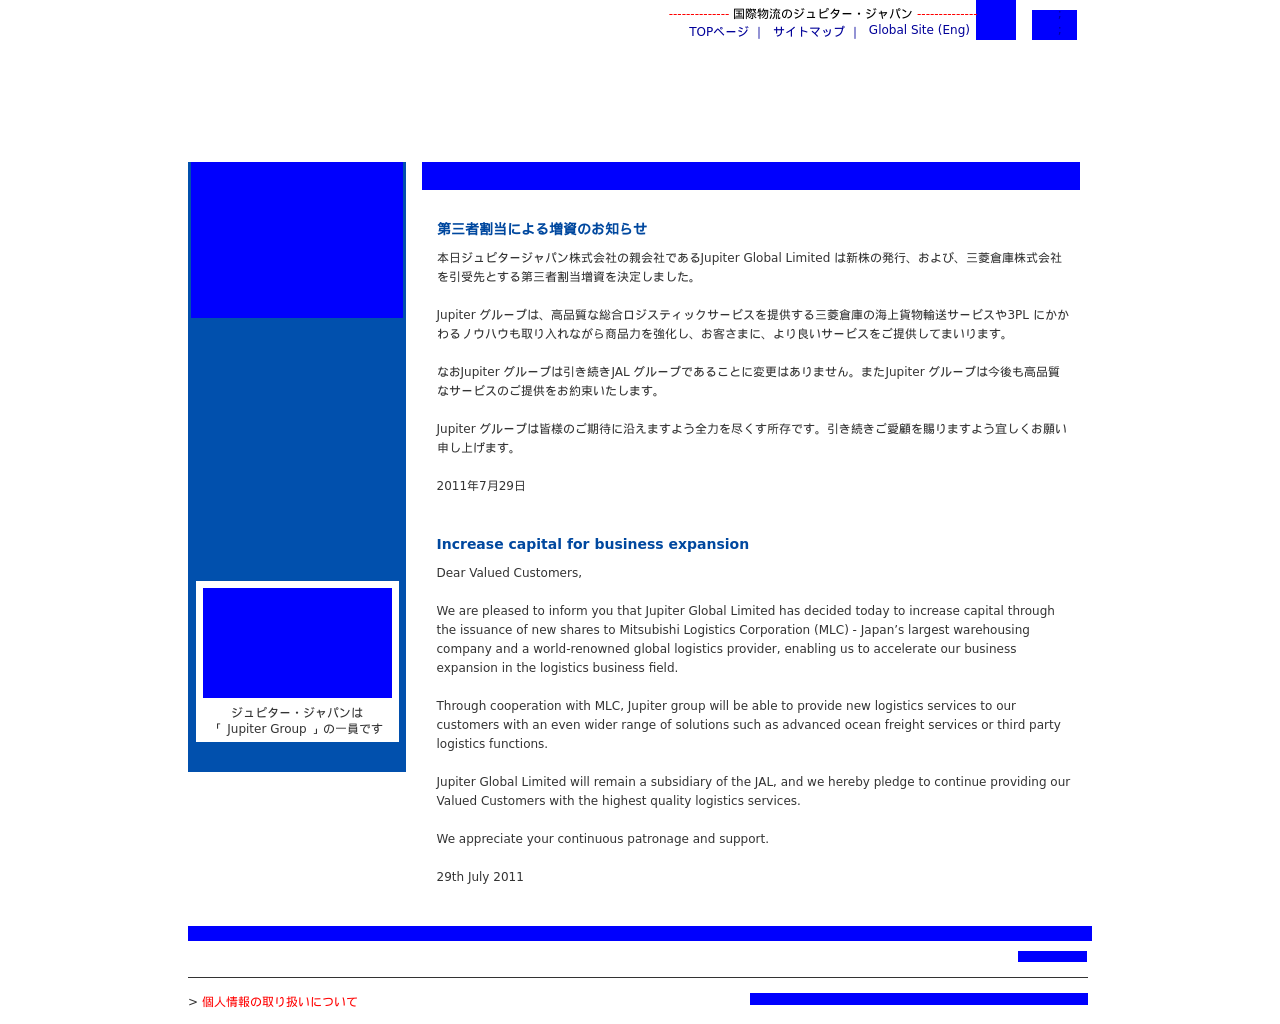 -------------- 国際物流のジュピター・ジャパン --------------
TOPページ ｜ サイトマップ ｜ Global Site (Eng)
第三者割当による増資のお知らせ
本日ジュピタージャパン株式会社の親会社であるJupiter Global Limited は新株の発行、および、三菱倉庫株式会社
を引受先とする第三者割当増資を決定しました。
Jupiter グループは、高品質な総合ロジスティックサービスを提供する三菱倉庫の海上貨物輸送サービスや3PL にかか
わるノウハウも取り入れながら商品力を強化し、お客さまに、より良いサービスをご提供してまいります。
なおJupiter グループは引き続きJAL グループであることに変更はありません。またJupiter グループは今後も高品質
なサービスのご提供をお約束いたします。
Jupiter グループは皆様のご期待に沿えますよう全力を尽くす所存です。引き続きご愛顧を賜りますよう宜しくお願い
申し上げます。
2011年7月29日
Increase capital for business expansion
Dear Valued Customers,
We are pleased to inform you that Jupiter Global Limited has decided today to increase capital through
the issuance of new shares to Mitsubishi Logistics Corporation (MLC) - Japan’s largest warehousing
company and a world-renowned global logistics provider, enabling us to accelerate our business
expansion in the logistics business field.
Through cooperation with MLC, Jupiter group will be able to provide new logistics services to our
customers with an even wider range of solutions such as advanced ocean freight services or third party
logistics functions.
Jupiter Global Limited will remain a subsidiary of the JAL, and we hereby pledge to continue providing our
Valued Customers with the highest quality logistics services.
We appreciate your continuous patronage and support.
29th July 2011
ジュピター・ジャパンは
「 Jupiter Group 」の一員です
> 個人情報の取り扱いについて